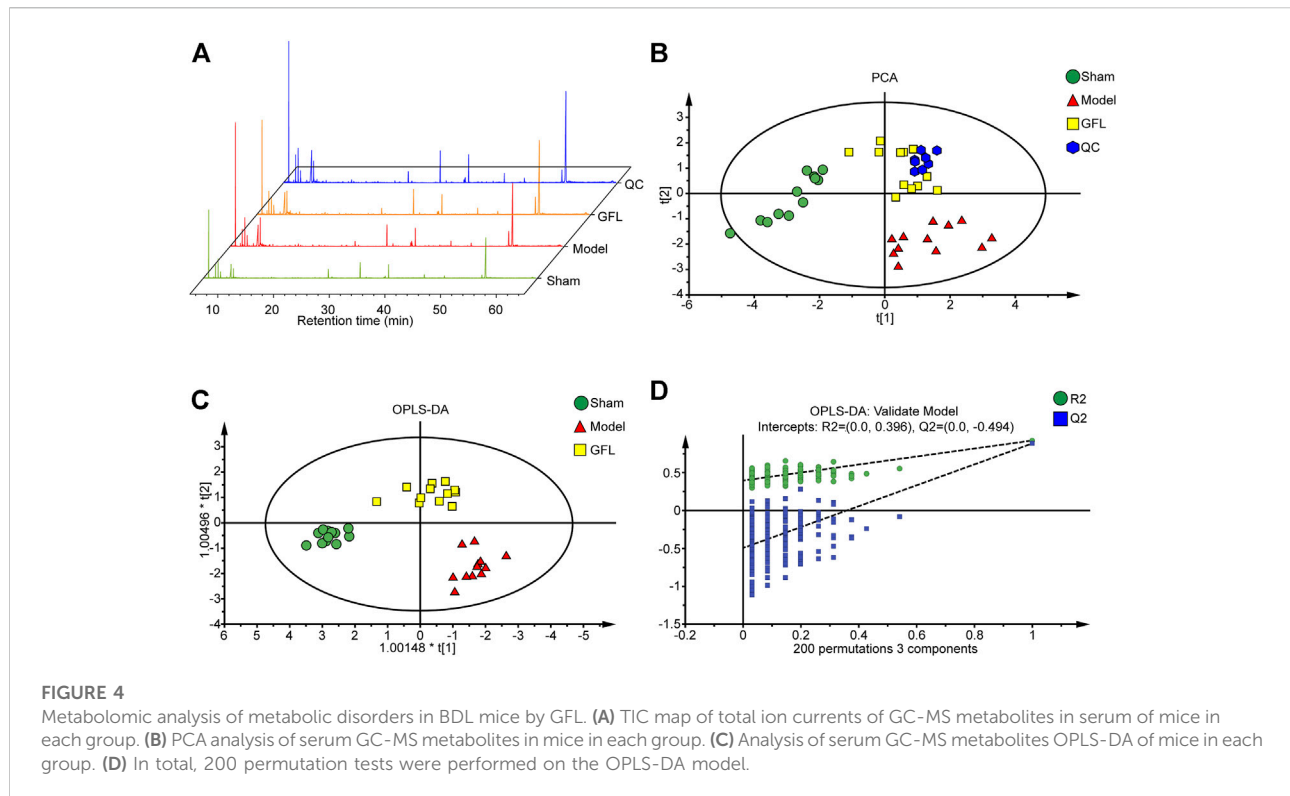 A
QC
GFL
Model
Sham
10 20 30 40 50 60
Retention time (min)
B
PCA
Sham
Model
GFL
QC
t[2]
3
2
1
0
-1
-2
-3
-4
-6 -4 -2 0 2 4
t[1]
C
OPLS-DA
Sham
Model
GFL
1.00496 * t[2]
3
2
1
0
-1
-2
-3
-4
6 5 4 3 2 1 0 -1 -2 -3 -4 -5
1.00148 * t[1]
D
R2
Q2
OPLS-DA: Validate Model
Intercepts: R2=(0.0, 0.396), Q2=(0.0, -0.494)
0.5
0
-0.5
-1
-1.5
-0.2 0 0.2 0.4 0.6 0.8 1
200 permutations 3 components
FIGURE 4
Metabolomic analysis of metabolic disorders in BDL mice by GFL. (A) TIC map of total ion currents of GC-MS metabolites in serum of mice in
each group. (B) PCA analysis of serum GC-MS metabolites in mice in each group. (C) Analysis of serum GC-MS metabolites OPLS-DA of mice in each
group. (D) In total, 200 permutation tests were performed on the OPLS-DA model.